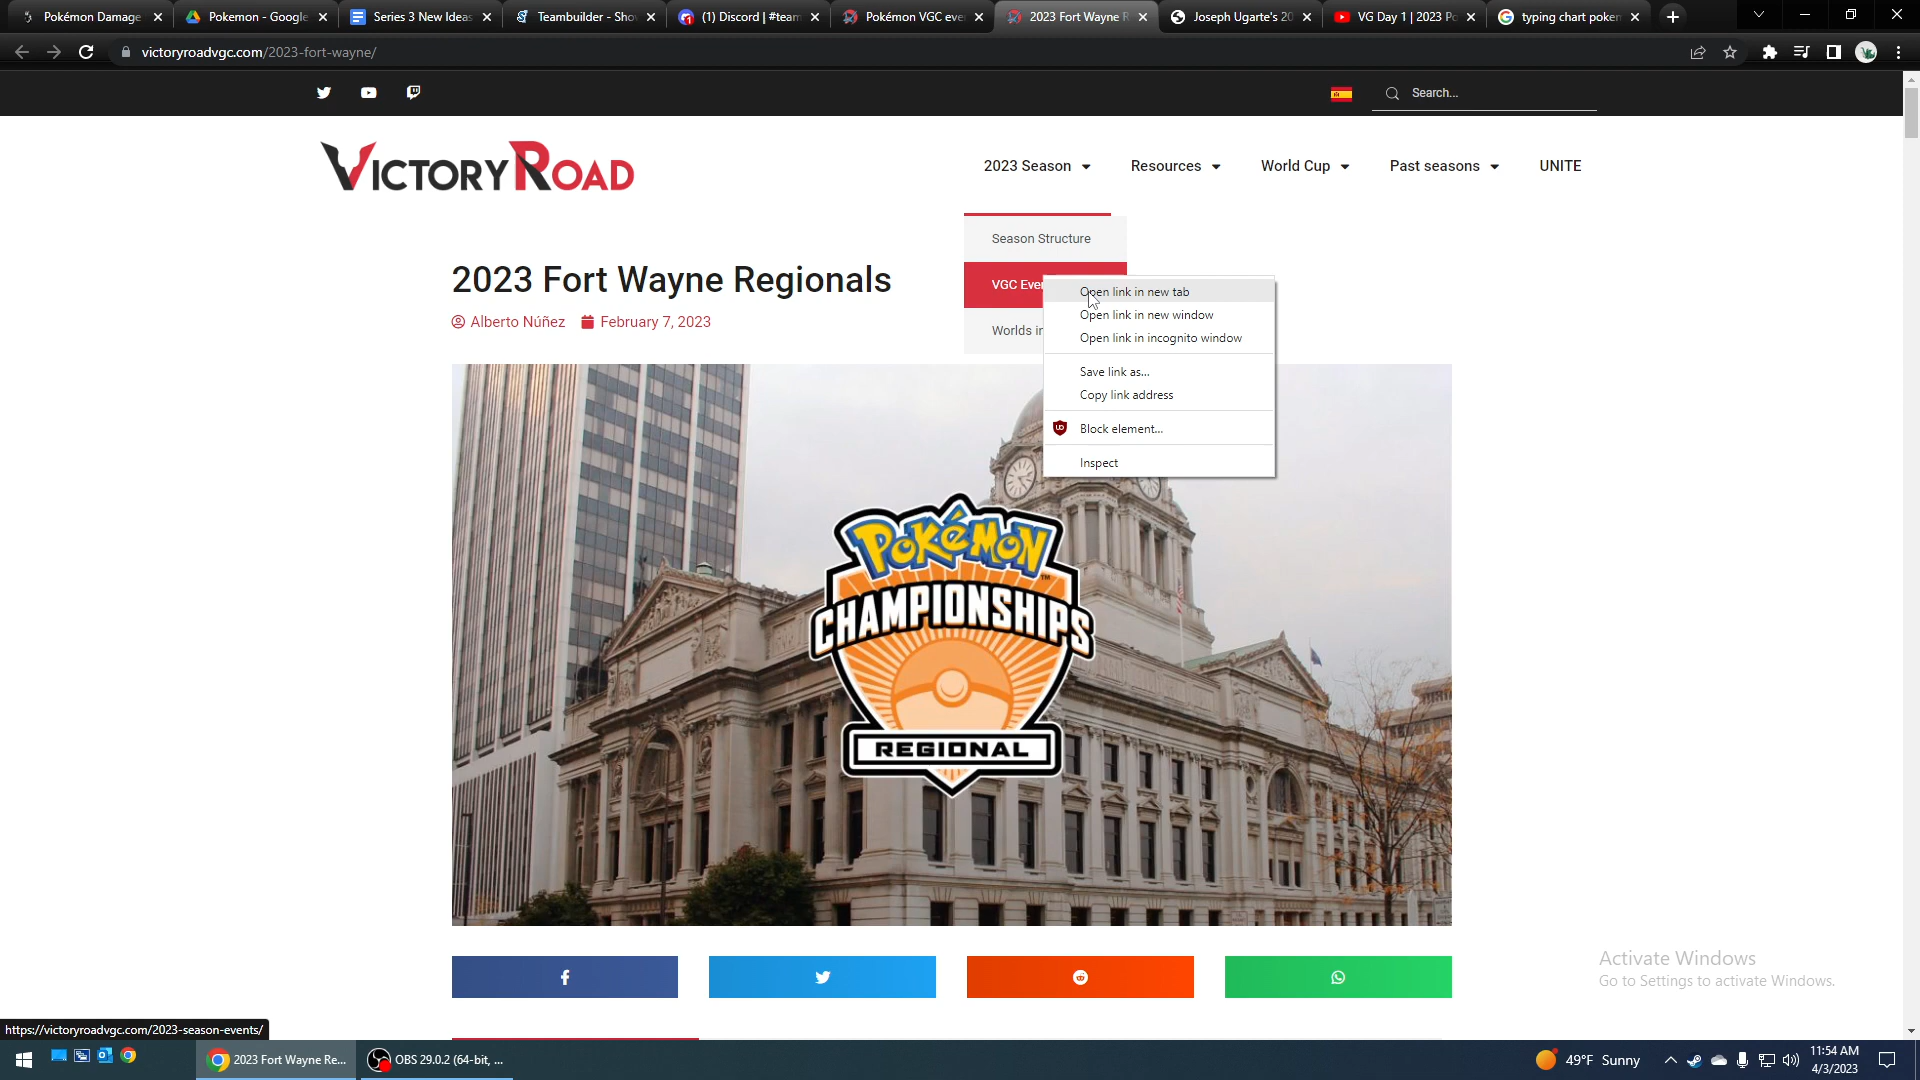 Pokémon Damage
Pokemon - Google
Series 3 New Ideas
Teambuilder - Sho
(1) Discord | #team
Pokémon VGC eve
2023 Fort Wayne R
Joseph Ugarte's 20
VG Day 1 | 2023 Po
typing chart poken
victoryroadvgc.com/2023-fort-wayne/
Search...
VICTORY ROAD
2023 Season
Resources
World Cup
Past seasons
UNITE
Season Structure
VGC Eve
Worlds in
Open link in new tab
Open link in new window
Open link in incognito window
Save link as...
Copy link address
Block element...
Inspect
2023 Fort Wayne Regionals
Alberto Núñez
February 7, 2023
POKéMON
TM
CHAMPIONSHIPS
REGIONAL
Activate Windows
Go to Settings to activate Windows.
https://victoryroadvgc.com/2023-season-events/
2023 Fort Wayne Re...
OBS 29.0.2 (64-bit, ...
49°F Sunny
11:54 AM
4/3/2023